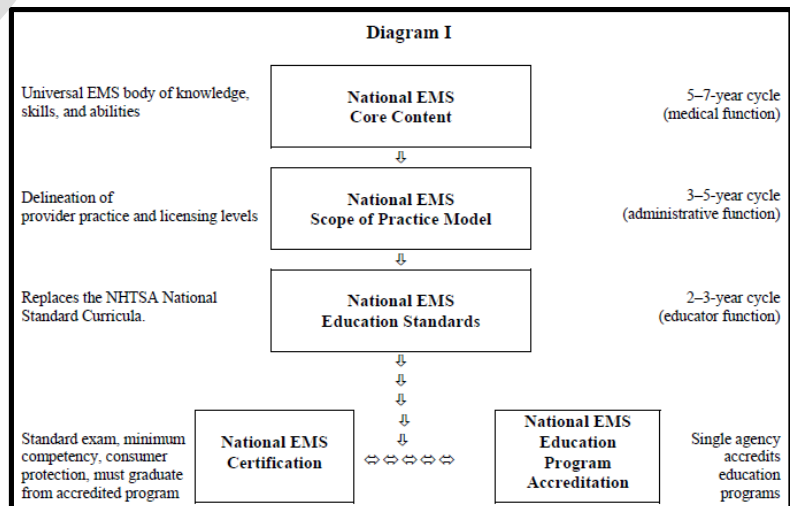 Diagram I
Universal EMS body of knowledge,
skills, and abilities
National EMS
Core Content
5–7-year cycle
(medical function)
⇩
Delineation of
provider practice and licensing levels
National EMS
Scope of Practice Model
3–5-year cycle
(administrative function)
⇩
Replaces the NHTSA National
Standard Curricula.
National EMS
Education Standards
2–3-year cycle
(educator function)
⇩
⇩
⇩
⇩
⇩
Standard exam, minimum
competency, consumer
protection, must graduate
from accredited program
National EMS
Certification
⇔⇔⇔⇔⇔
National EMS
Education
Program
Accreditation
Single agency
accredits
education
programs